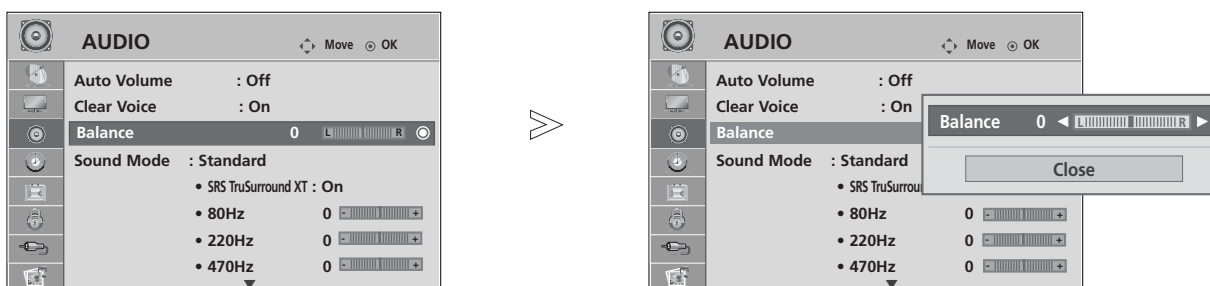 AUDIO Move OK
Auto Volume : Off
Clear Voice : On
Balance 0 L R
Sound Mode : Standard
• SRS TruSurround XT : On
• 80Hz 0 - +
• 220Hz 0 - +
• 470Hz 0 - +
AUDIO Move OK
Auto Volume : Off
Clear Voice : On
Balance
Sound Mode : Standard
• SRS TruSurrou
• 80Hz 0 - +
• 220Hz 0 - +
• 470Hz 0 - +
Balance 0 L R
Close